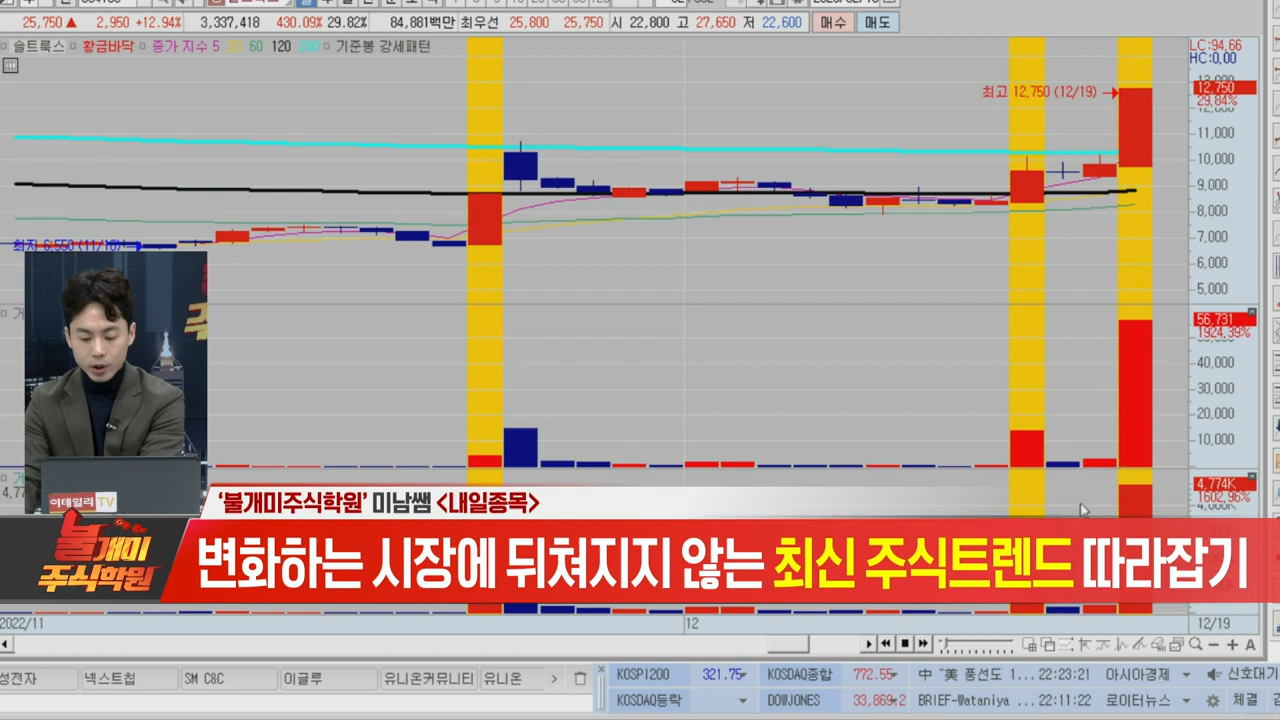 25,750 ▲ 2,950 +12.94% 3,337,418 430.09% 29.82% 84,881백만 최우선 25,800 25,750 시 22,800 고 27,650 저 22,600 매수 매도
솔트룩스 황금바닥 종가 지수 5 60 120 기준봉 강세패턴
LC:94.66
HC:0,00
최고 12,750 (12/19)
12,750
29.84%
11,000
10,000
9,000
8,000
7,000
6,000
5,000
최저 6,550 (11/16)
56,731
1924.39%
40,000
30,000
20,000
10,000
4,774K
1602,96%
이데일리TV
'불개미주식학원' 미남쌤 <내일종목>
불개미
주식학원
변화하는 시장에 뒤쳐지지 않는 최신 주식트렌드 따라잡기
2022/11 12 12/19
성전자 넥스트칩 SM C&C 이글루 유니온커뮤니티 유니온
KOSPI200 321.75 KOSDAQ종합 772.55 中 "美 풍선도 1... 22:23:21 아시아경제 신호대기
KOSDAQ등락 DOWJONES 33,869.2 BRIEF-Wataniya ... 22:11:22 로이터뉴스 체결